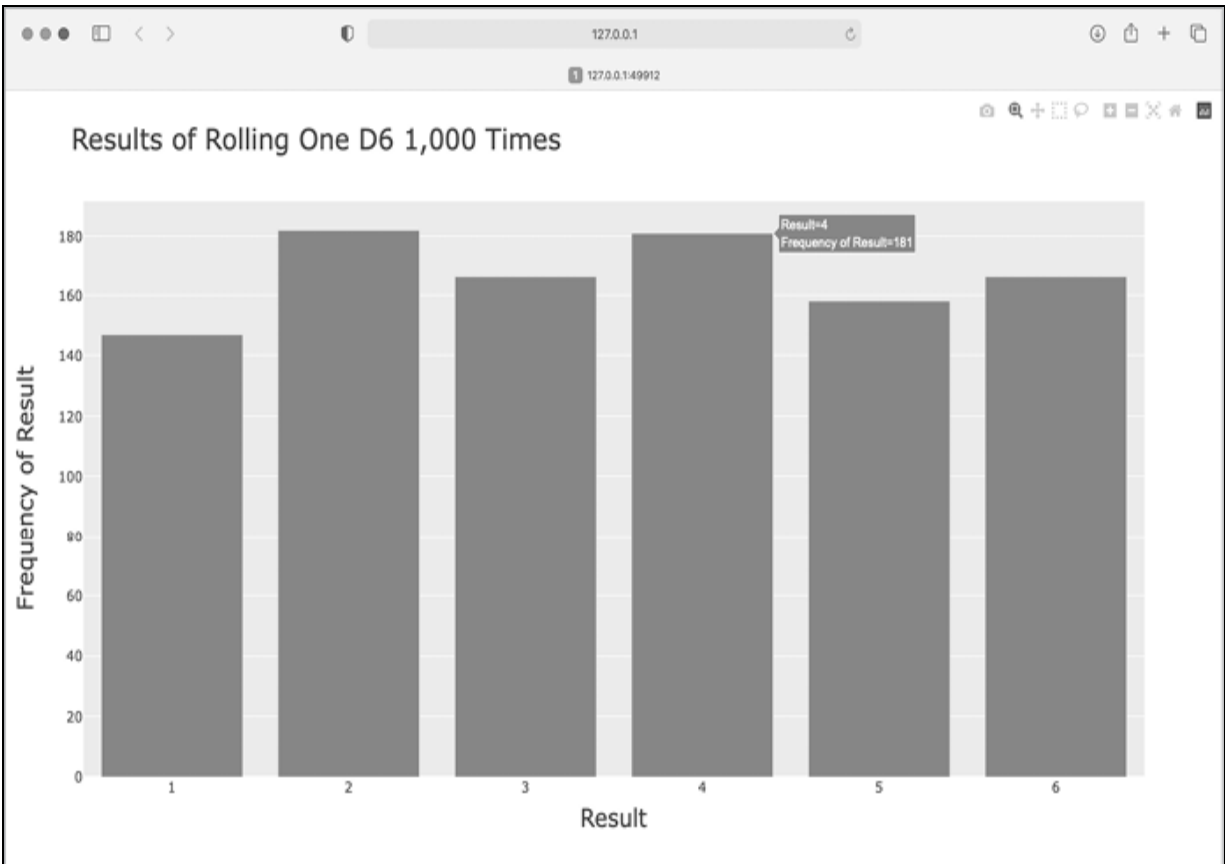 127.0.0.1
1 127.0.0.1:49912
Results of Rolling One D6 1,000 Times
Result=4
Frequency of Result=181
180
160
140
120
100
80
60
40
20
0
Frequency of Result
1 2 3 4 5 6
Result